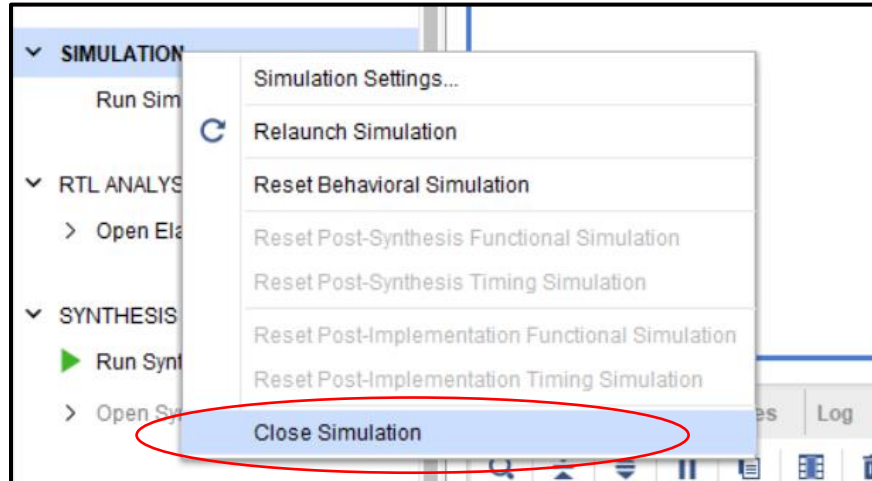 SIMULATION
Run Sim
RTL ANALYS
Open Ela
SYNTHESIS
Run Synt
Open Sy
Simulation Settings...
Relaunch Simulation
Reset Behavioral Simulation
Reset Post-Synthesis Functional Simulation
Reset Post-Synthesis Timing Simulation
Reset Post-Implementation Functional Simulation
Reset Post-Implementation Timing Simulation
Close Simulation
es
Log